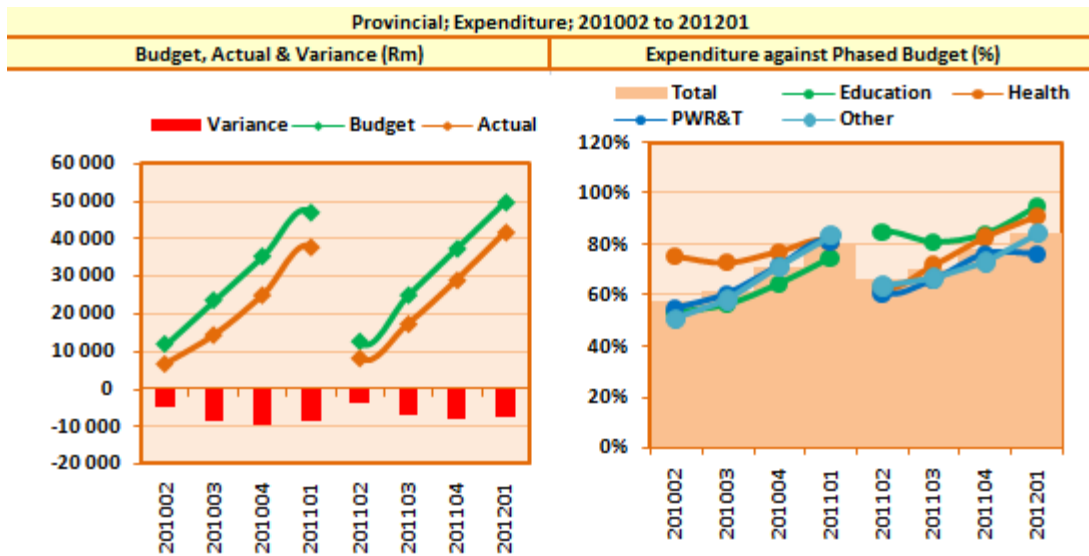 Provincial; Expenditure; 201002 to 201201
Budget, Actual & Variance (Rm)
Variance Budget Actual
60 000
50 000
40 000
30 000
20 000
10 000
0
-10 000
-20 000
201002 201003 201004 201101 201102 201103 201104 201201
Expenditure against Phased Budget (%)
Total Education Health
PWR&T Other
120%
100%
80%
60%
40%
20%
0%
201002 201003 201004 201101 201102 201103 201104 201201